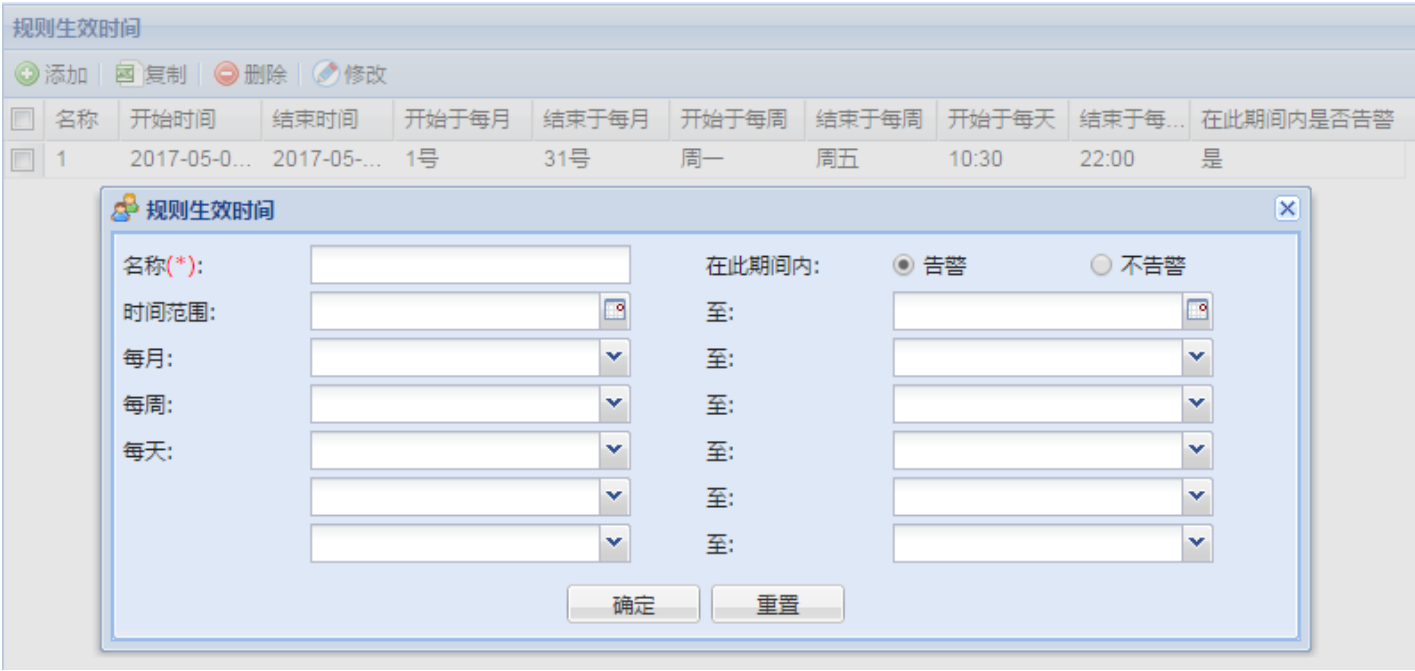 规则生效时间
添加 复制 删除 修改
名称 开始时间 结束时间 开始于每月 结束于每月 开始于每周 结束于每周 开始于每天 结束于每... 在此期间内是否告警
1 2017-05-0... 2017-05-... 1号 31号 周一 周五 10:30 22:00 是
规则生效时间
名称(*): 在此期间内: 告警 不告警
时间范围: 至:
每月: 至:
每周: 至:
每天: 至:
至:
至:
确定 重置